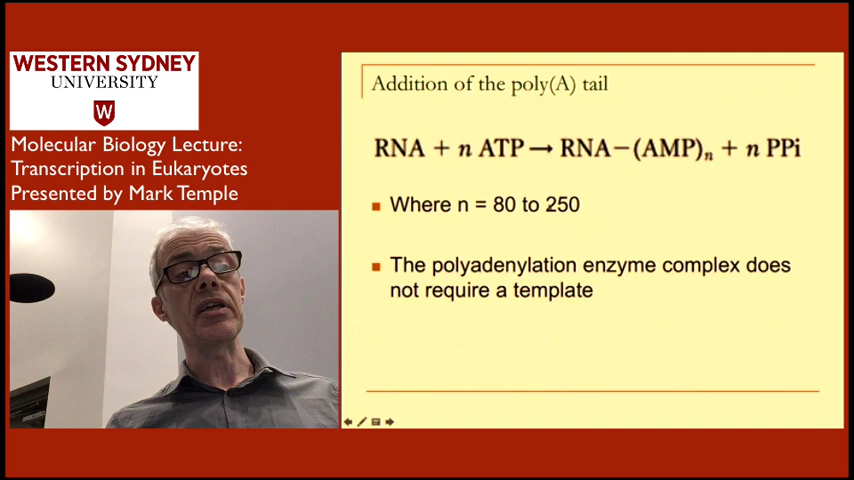 WESTERN SYDNEY
UNIVERSITY
W
Molecular Biology Lecture:
Transcription in Eukaryotes
Presented by Mark Temple
Addition of the poly(A) tail
RNA + n ATP → RNA−(AMP)n + n PPi
Where n = 80 to 250
The polyadenylation enzyme complex does
not require a template